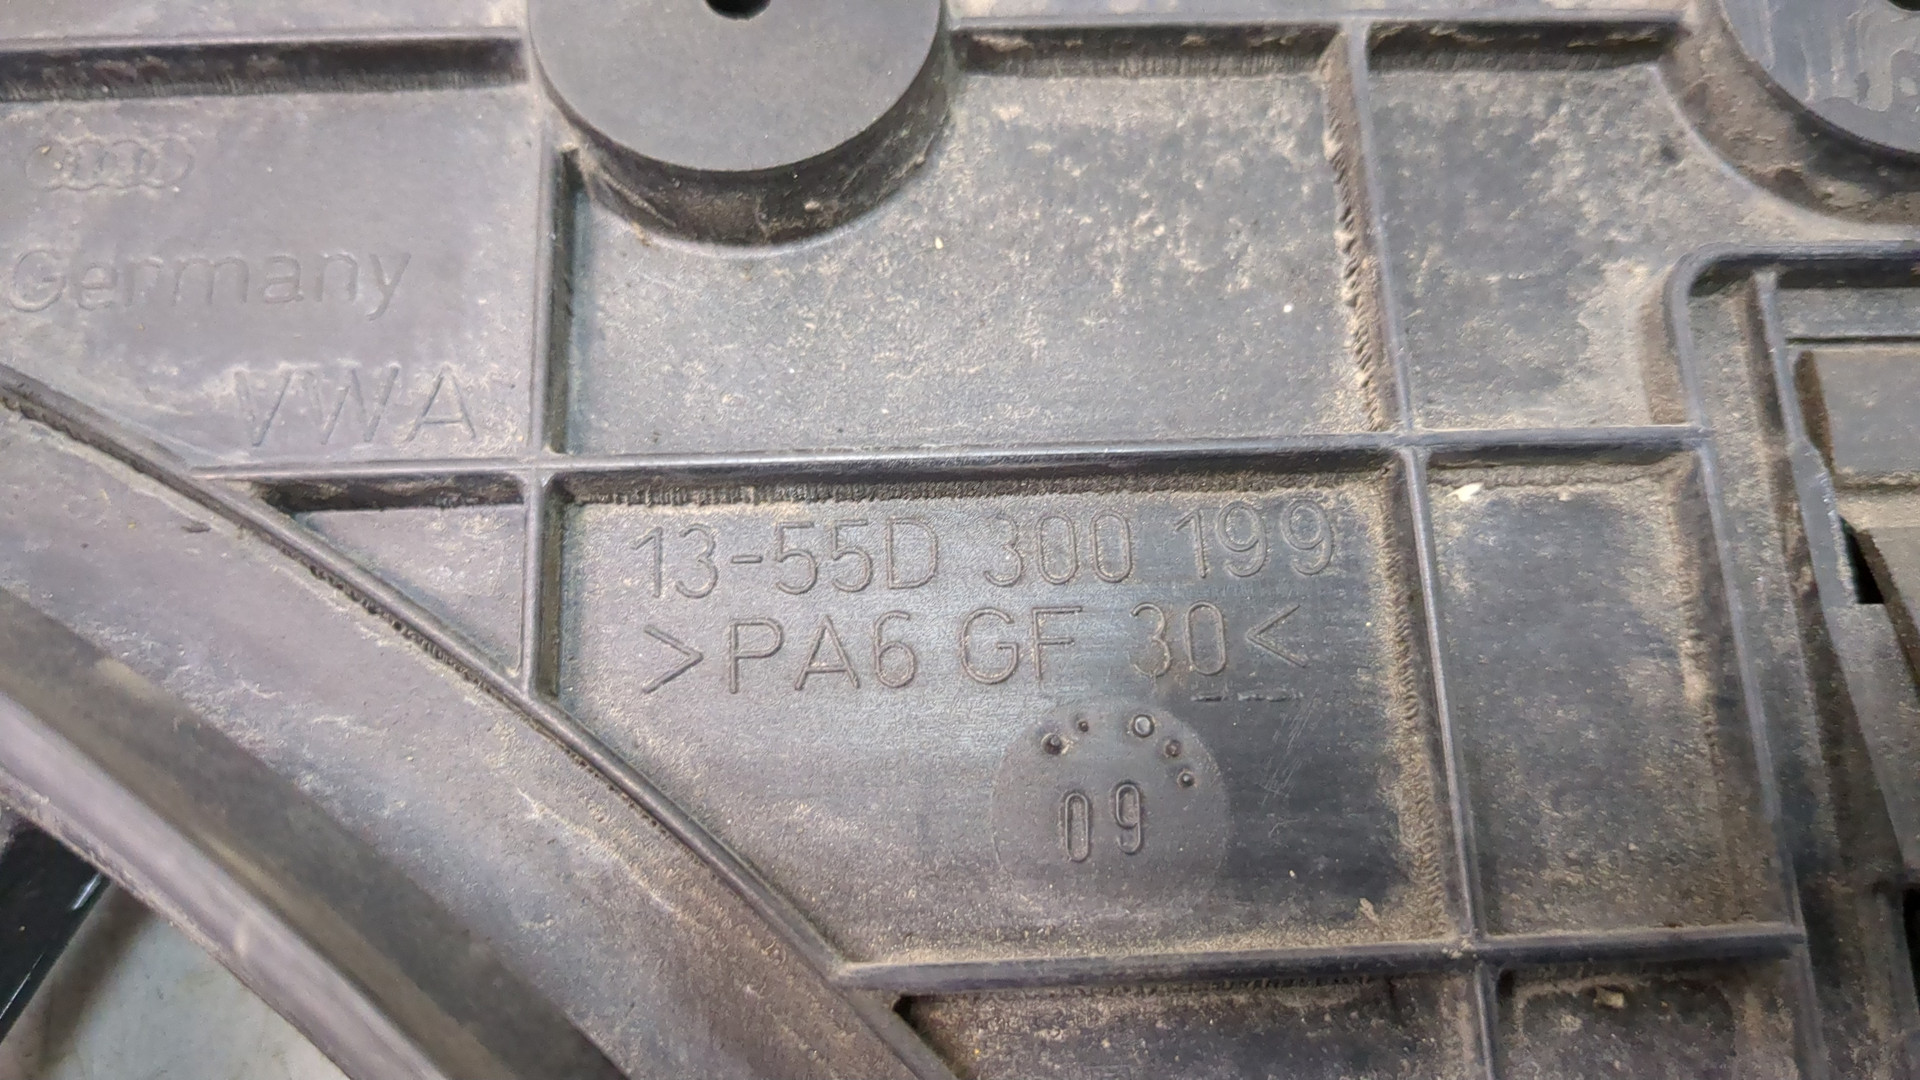 Germany
VWA
13-55D 300 199
>PA6 GF 30<
09